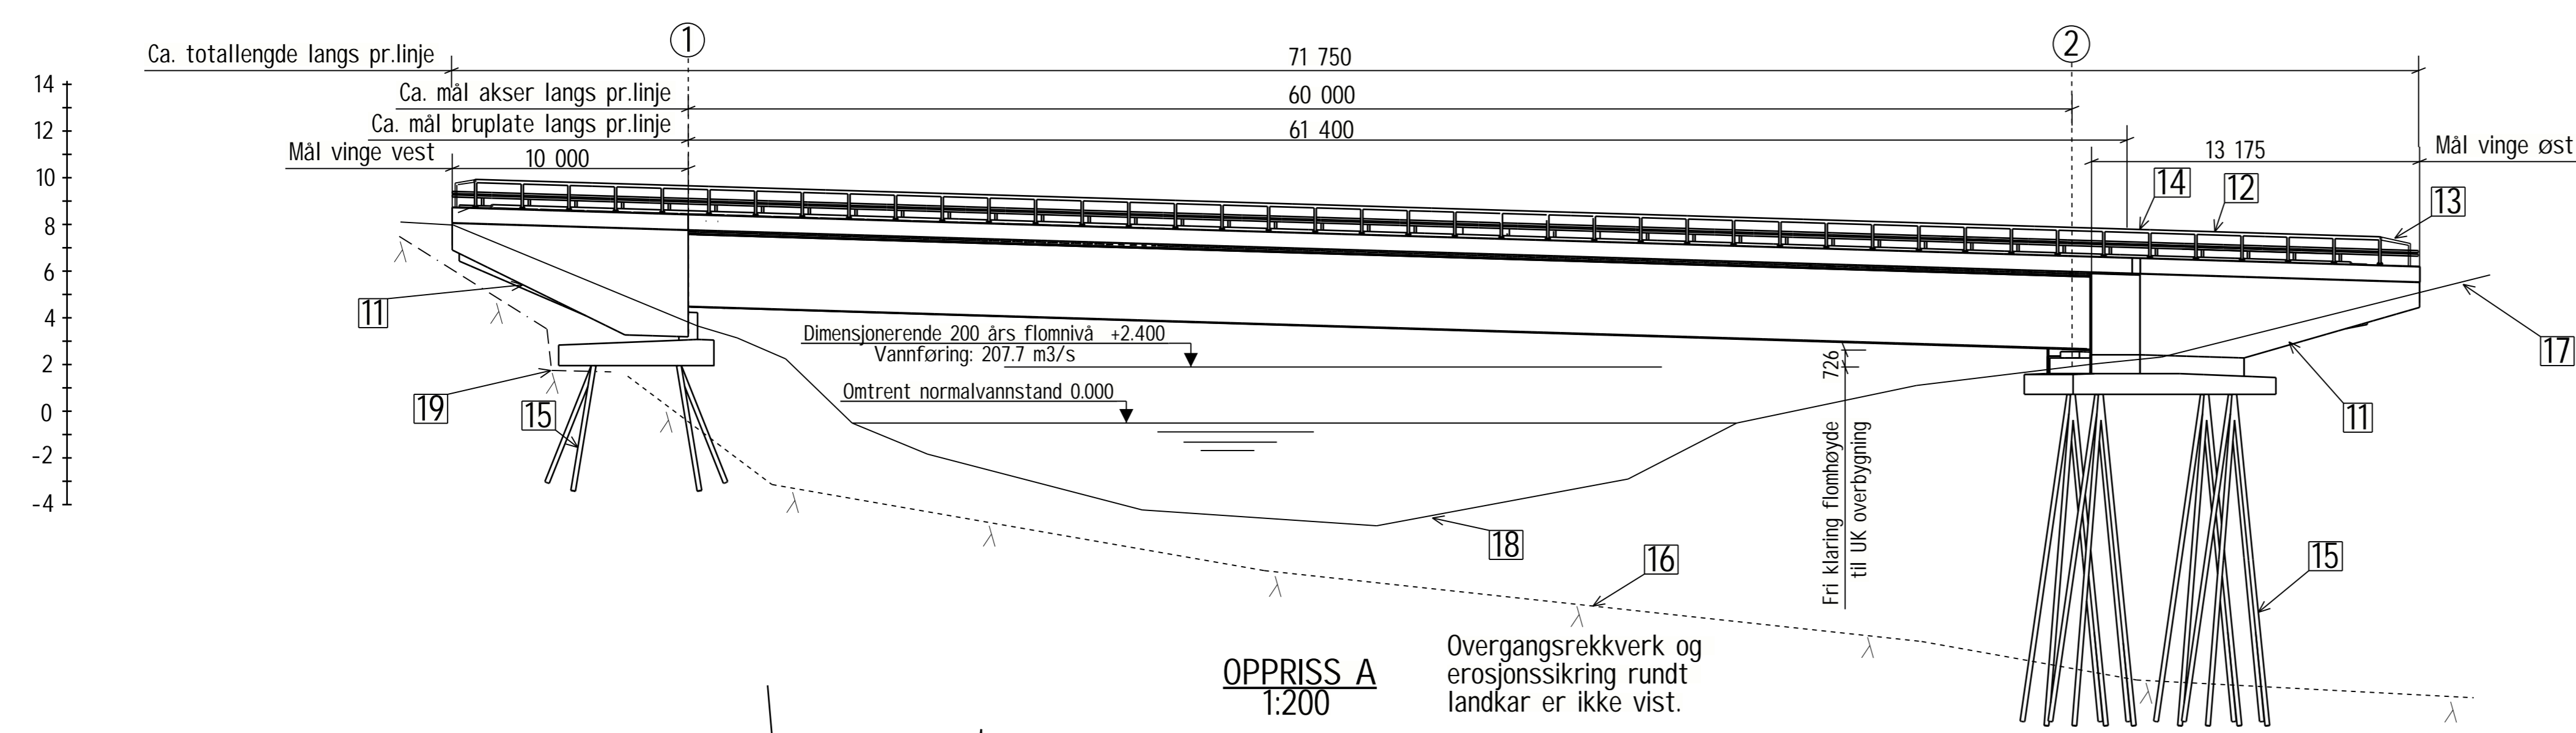 1
2
Ca. totallengde langs pr.linje
71 750
Ca. mål akser langs pr.linje
60 000
Ca. mål bruplate langs pr.linje
61 400
Mål vinge vest
10 000
13 175
Mål vinge øst
14
12
10
8
6
4
2
0
-2
-4
14
12
13
11
Dimensjonerende 200 års flomnivå +2.400
Vannføring: 207.7 m3/s
726
17
Omtrent normalvannstand 0.000
19
15
11
Fri klaring flomhøyde
til UK overbygning
18
16
15
OPPRISS A
1:200
Overgangsrekkverk og
erosjonssikring rundt
landkar er ikke vist.